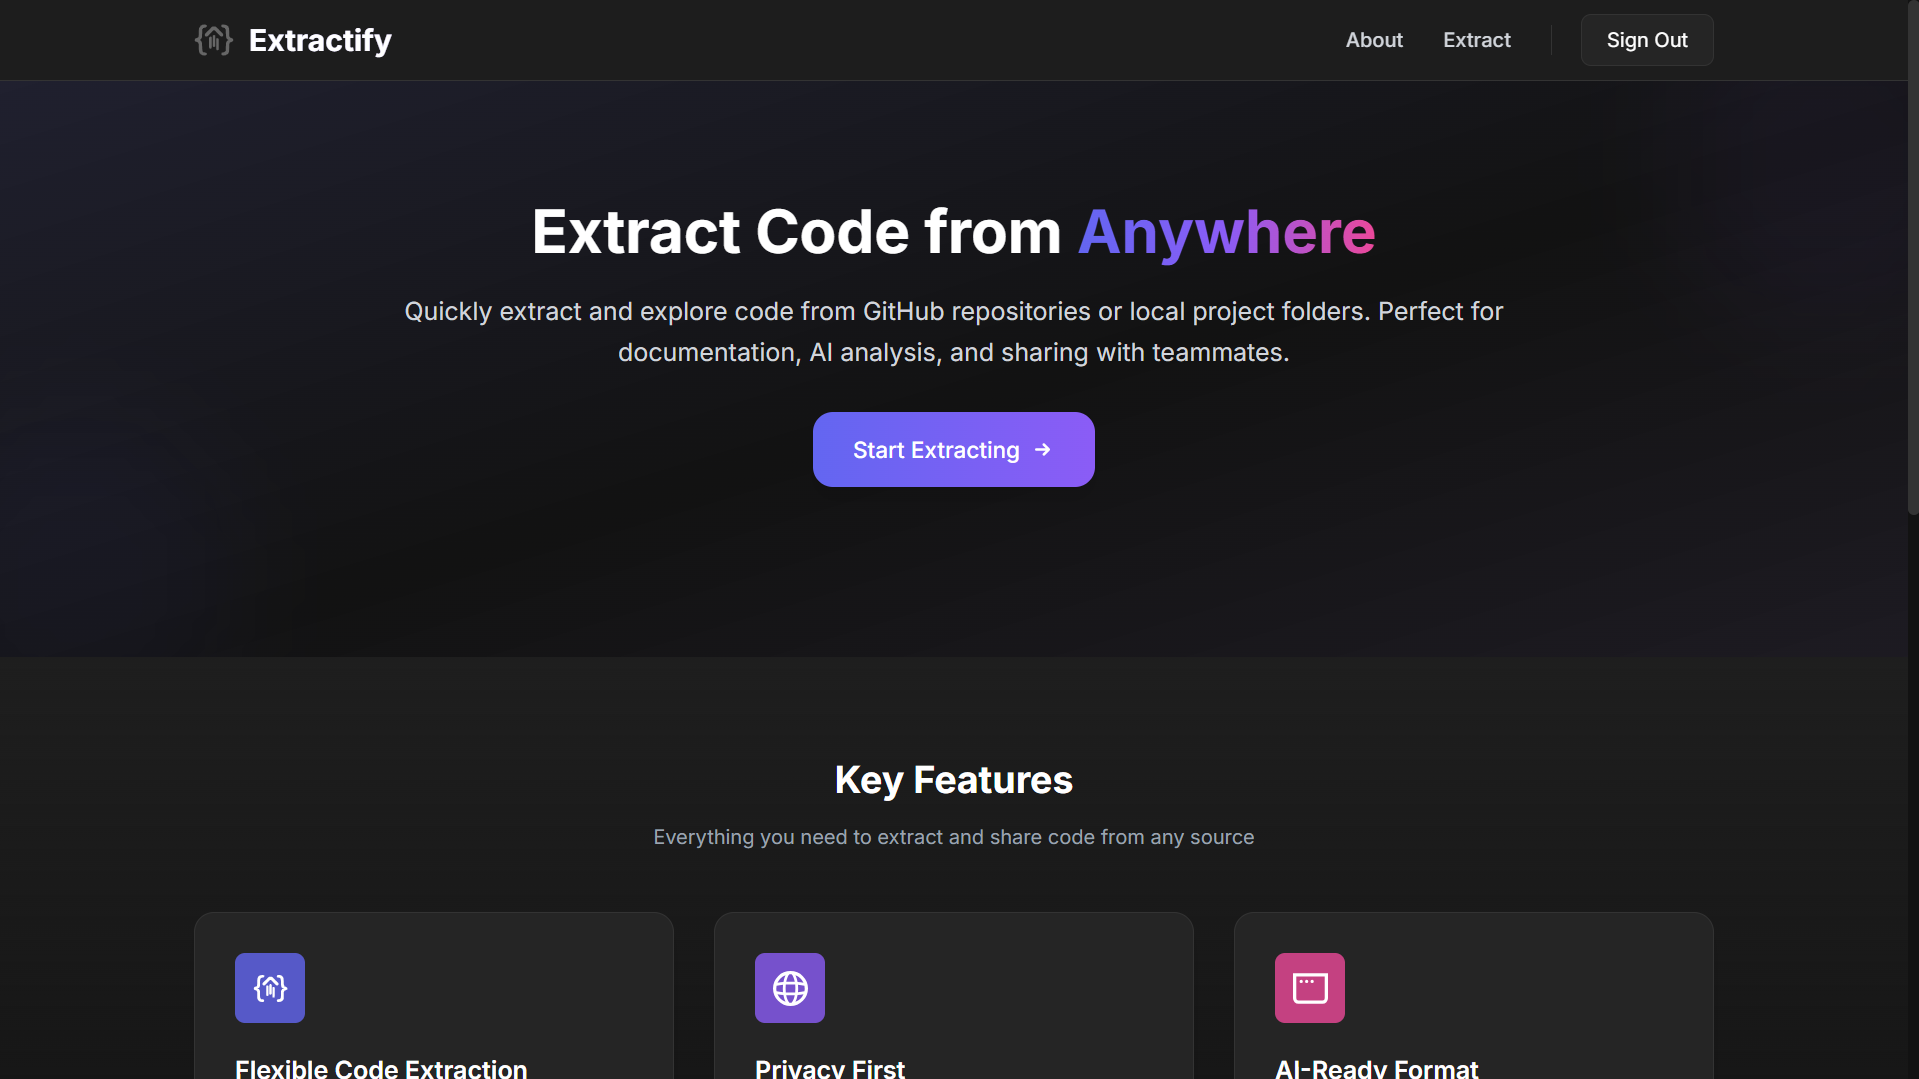 Extractify
About
Extract
Sign Out
Extract Code from Anywhere
Quickly extract and explore code from GitHub repositories or local project folders. Perfect for
documentation, AI analysis, and sharing with teammates.
Start Extracting →
Key Features
Everything you need to extract and share code from any source
Flexible Code Extraction
Privacy First
AI-Ready Format